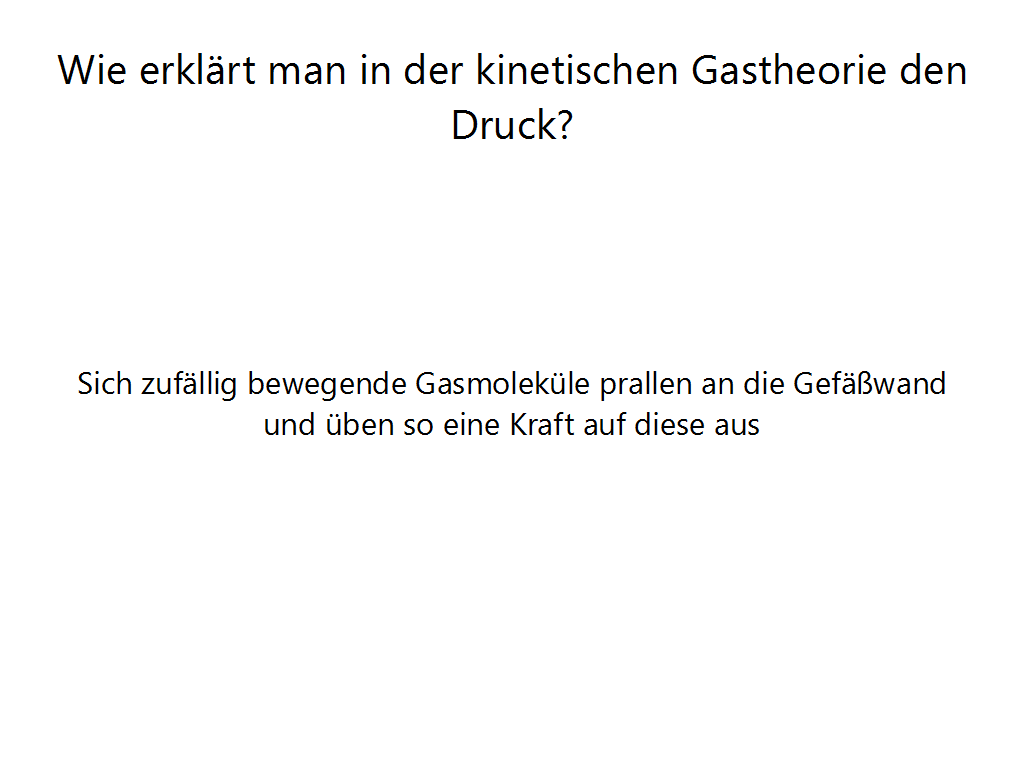 Wie erklärt man in der kinetischen Gastheorie den
Druck?
Sich zufällig bewegende Gasmoleküle prallen an die Gefäßwand
und üben so eine Kraft auf diese aus